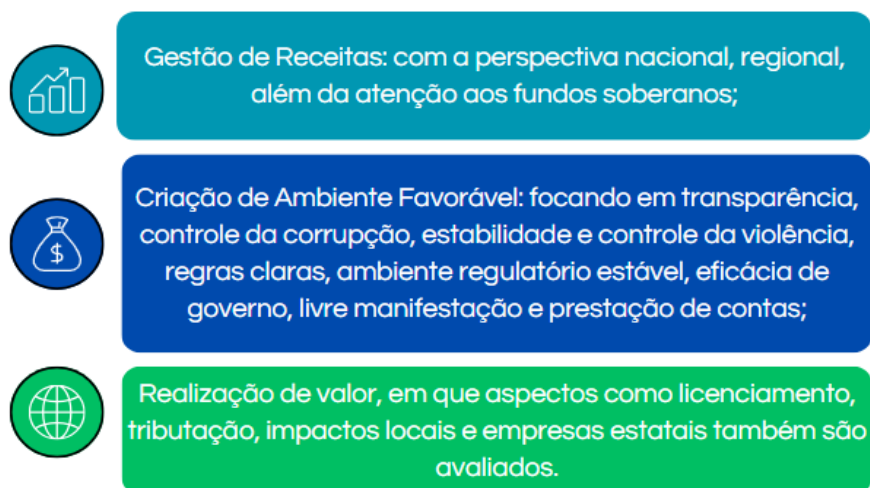 Gestão de Receitas: com a perspectiva nacional, regional,
além da atenção aos fundos soberanos;
Criação de Ambiente Favorável: focando em transparência,
controle da corrupção, estabilidade e controle da violência,
regras claras, ambiente regulatório estável, eficácia de
governo, livre manifestação e prestação de contas;
$
Realização de valor, em que aspectos como licenciamento,
tributação, impactos locais e empresas estatais também são
avaliados.